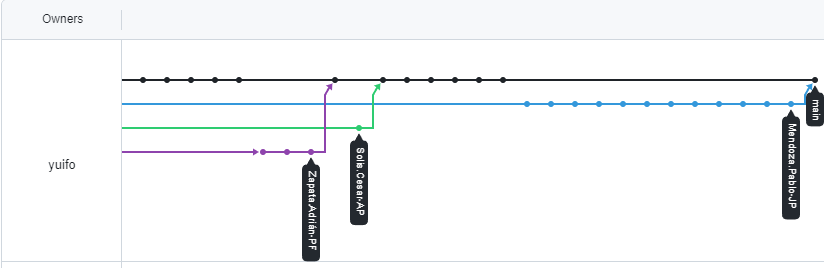 Owners
yuifo
main
Mendoza.Pablo-JP
Solis.Cesar-AP
Zapata.Adrián-PF